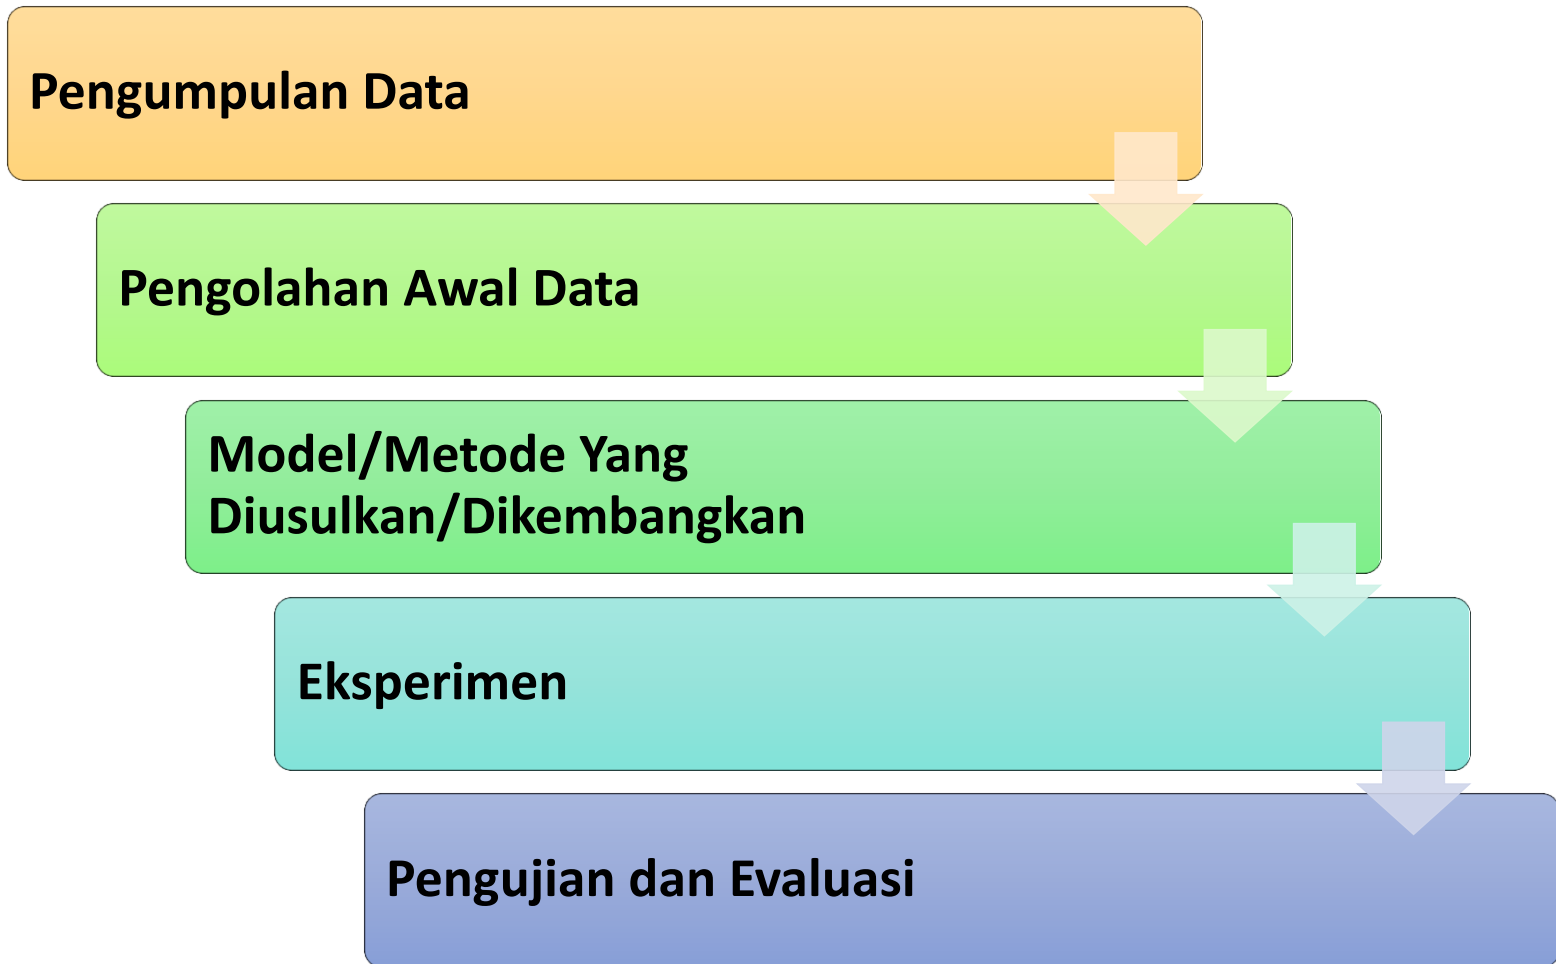 Pengumpulan Data
Pengolahan Awal Data
Model/Metode Yang
Diusulkan/Dikembangkan
Eksperimen
Pengujian dan Evaluasi